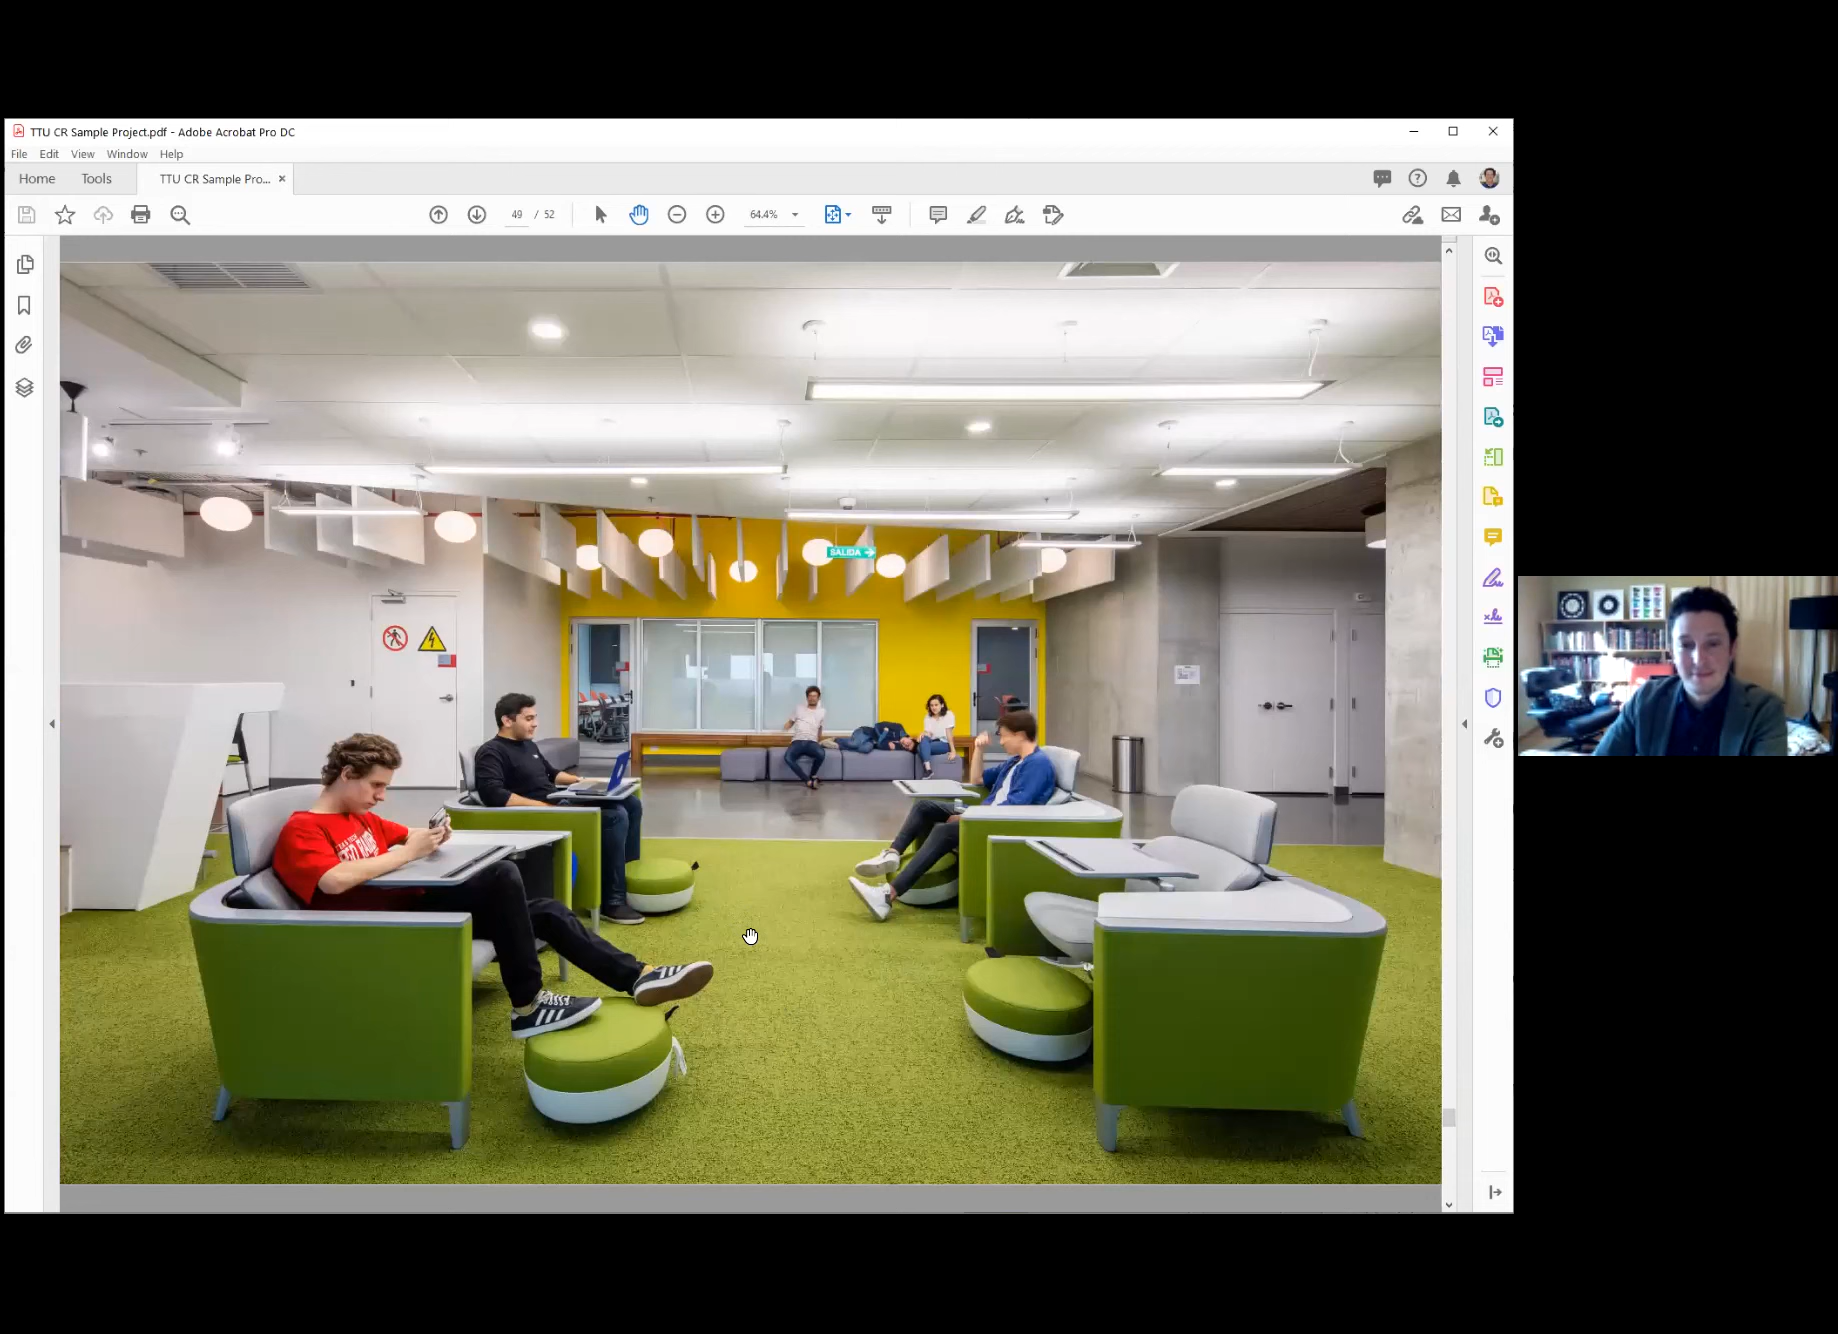 TTU CR Sample Project.pdf - Adobe Acrobat Pro DC
File Edit View Window Help
Home Tools TTU CR Sample Pro... ×
49 / 52 64.4%
SALIDA →